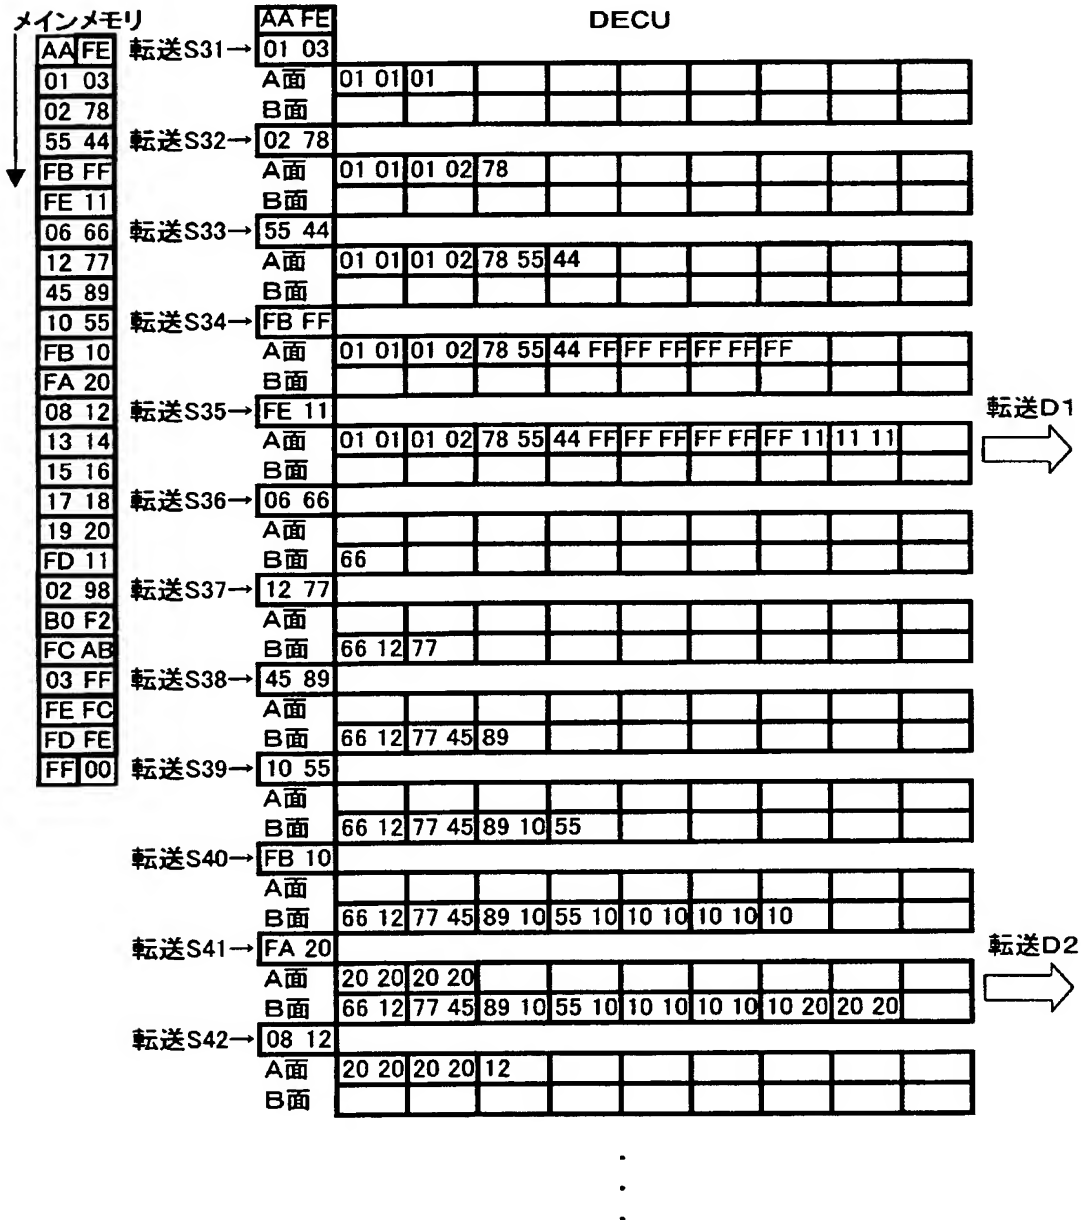 メインメモリ
AA FE
DECU
AA FE
転送S31→ 01 03
01 03
A面 01 01 01
02 78
B面
55 44
転送S32→ 02 78
FB FF
A面 01 01 01 02 78
FE 11
B面
06 66
転送S33→ 55 44
12 77
A面 01 01 01 02 78 55 44
45 89
B面
10 55
転送S34→ FB FF
FB 10
A面 01 01 01 02 78 55 44 FF FF FF FF FF FF
FA 20
B面
08 12
転送S35→ FE 11
転送D1
13 14
A面 01 01 01 02 78 55 44 FF FF FF FF FF FF 11 11 11
15 16
B面
17 18
転送S36→ 06 66
19 20
A面
FD 11
B面 66
02 98
転送S37→ 12 77
B0 F2
A面
FC AB
B面 66 12 77
03 FF
転送S38→ 45 89
FE FC
A面
FD FE
B面 66 12 77 45 89
FF 00
転送S39→ 10 55
A面
B面 66 12 77 45 89 10 55
転送S40→ FB 10
A面
B面 66 12 77 45 89 10 55 10 10 10 10 10 10
転送S41→ FA 20
転送D2
A面 20 20 20 20
B面 66 12 77 45 89 10 55 10 10 10 10 10 10 20 20 20
転送S42→ 08 12
A面 20 20 20 20 12
B面